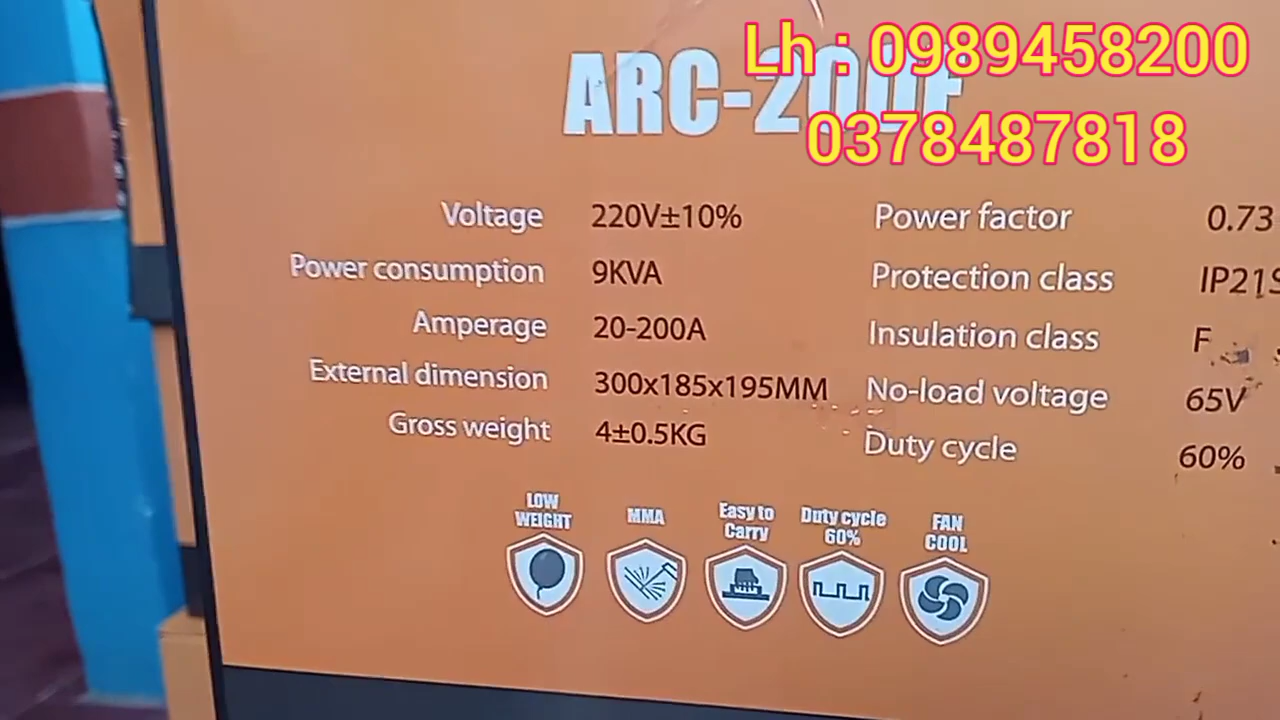 Lh : 0989458200
0378487818
ARC-200F
Voltage 220V±10%
Power consumption 9KVA
Amperage 20-200A
External dimension 300x185x195MM
Gross weight 4±0.5KG
Power factor 0.73
Protection class IP21S
Insulation class F
No-load voltage 65V
Duty cycle 60%
LOW
WEIGHT
MMA
Easy to
Carry
Duty cycle
60%
FAN
COOL